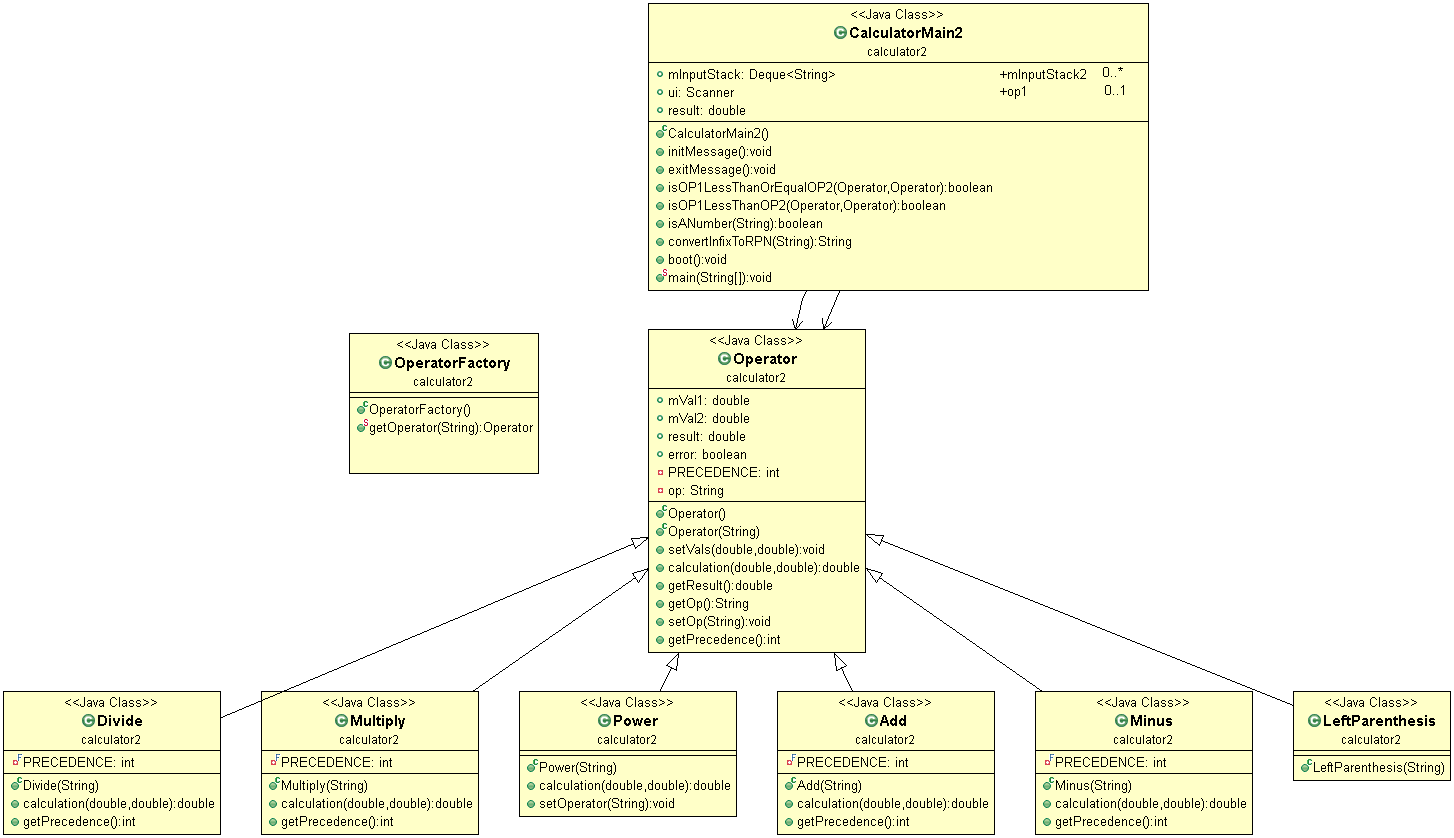 <<Java Class>>
CalculatorMain2
calculator2
mInputStack: Deque<String>
+mInputStack2 0..*
ui: Scanner
+op1 0..1
result: double
CalculatorMain2()
initMessage():void
exitMessage():void
isOP1LessThanOrEqualOP2(Operator,Operator):boolean
isOP1LessThanOP2(Operator,Operator):boolean
isANumber(String):boolean
convertInfixToRPN(String):String
boot():void
main(String[]):void
<<Java Class>>
OperatorFactory
calculator2
OperatorFactory()
getOperator(String):Operator
<<Java Class>>
Operator
calculator2
mVal1: double
mVal2: double
result: double
error: boolean
PRECEDENCE: int
op: String
Operator()
Operator(String)
setVals(double,double):void
calculation(double,double):double
getResult():double
getOp():String
setOp(String):void
getPrecedence():int
<<Java Class>>
Divide
calculator2
PRECEDENCE: int
Divide(String)
calculation(double,double):double
getPrecedence():int
<<Java Class>>
Multiply
calculator2
PRECEDENCE: int
Multiply(String)
calculation(double,double):double
getPrecedence():int
<<Java Class>>
Power
calculator2
Power(String)
calculation(double,double):double
setOperator(String):void
<<Java Class>>
Add
calculator2
PRECEDENCE: int
Add(String)
calculation(double,double):double
getPrecedence():int
<<Java Class>>
Minus
calculator2
PRECEDENCE: int
Minus(String)
calculation(double,double):double
getPrecedence():int
<<Java Class>>
LeftParenthesis
calculator2
LeftParenthesis(String)